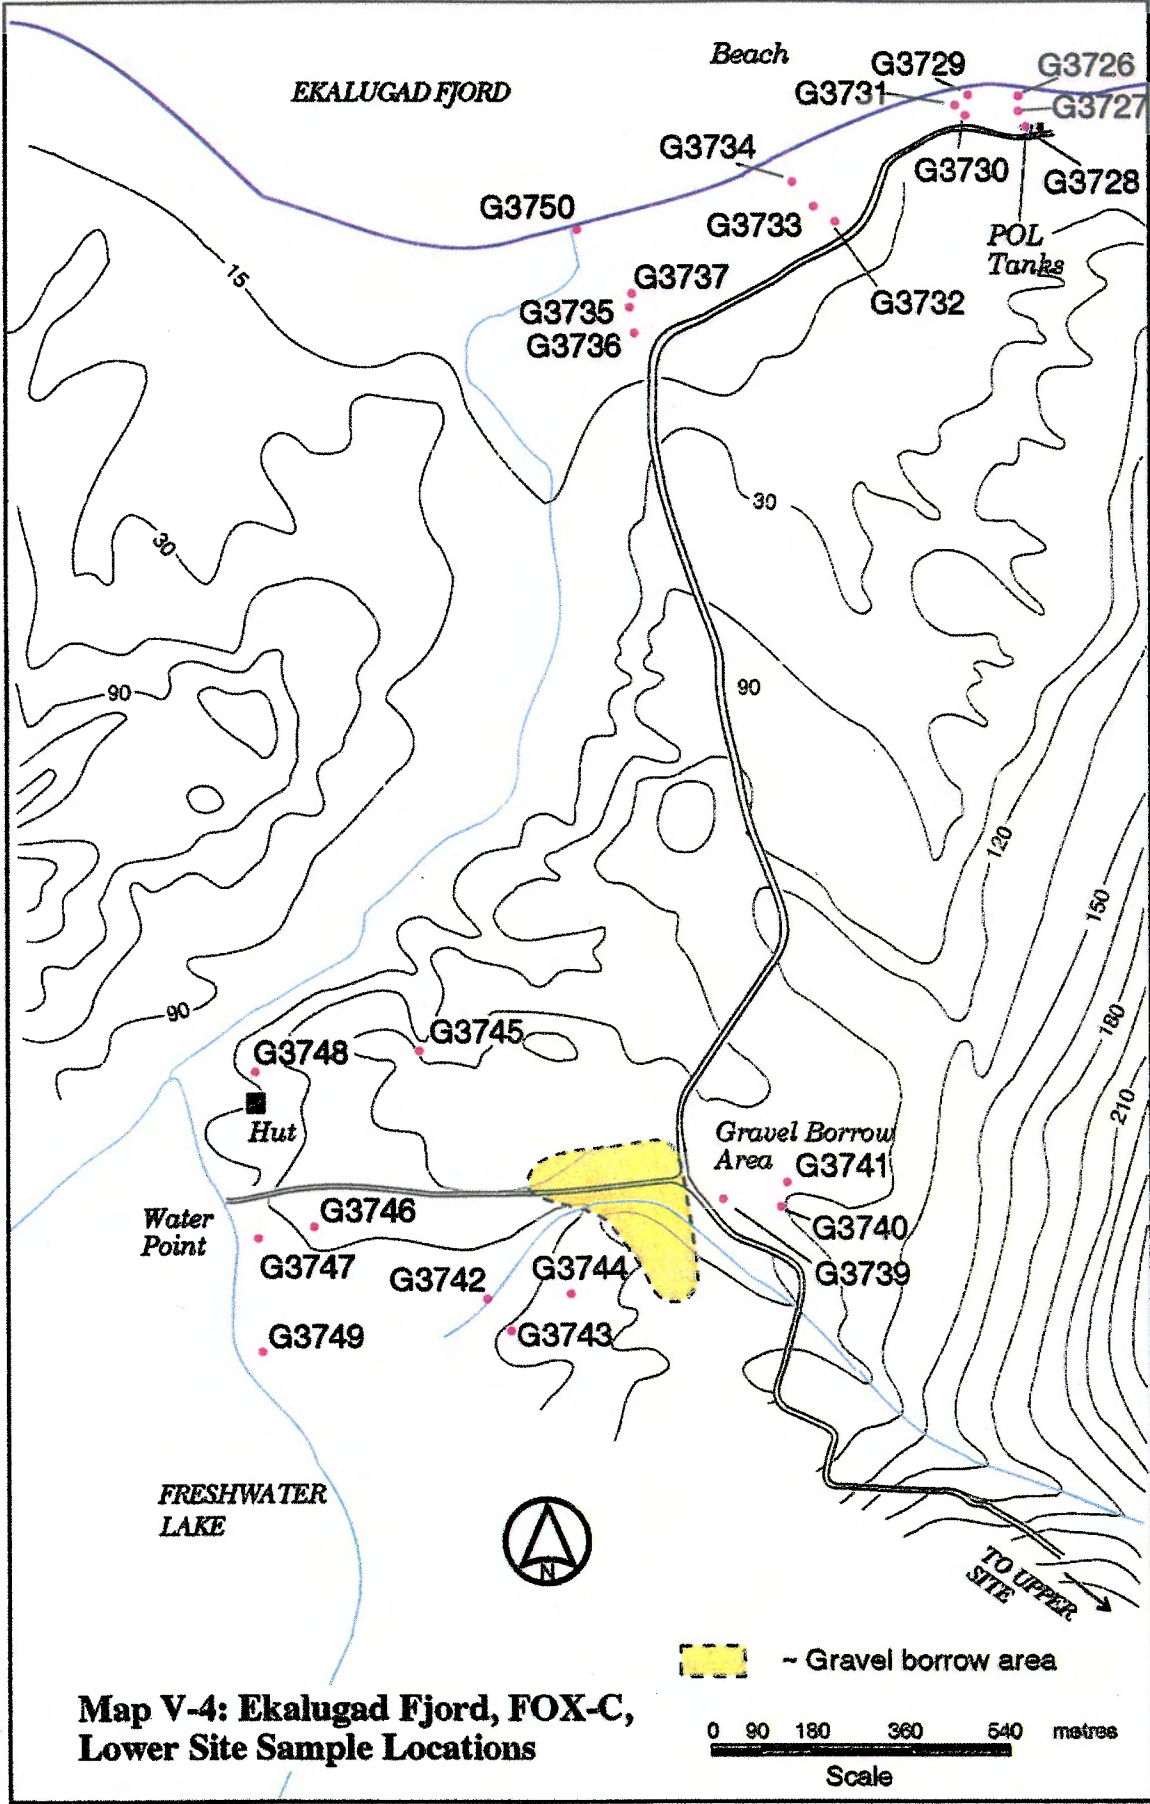 Beach
EKALUGAD FJORD
G3729
G3726
G3731
G3727
G3734
G3730
G3728
G3750
G3733
POL
Tanks
G3737
G3732
G3735
G3736
15
30
30
90
90
120
150
90
180
210
G3745
G3748
Hut
Gravel Borrow
Area
G3741
G3746
G3740
Water
Point
G3747
G3742
G3744
G3739
G3743
G3749
FRESHWATER
LAKE
N
TO UPPER
SITE
~ Gravel borrow area
Map V-4: Ekalugad Fjord, FOX-C,
Lower Site Sample Locations
0 90 180 360 540 metres
Scale